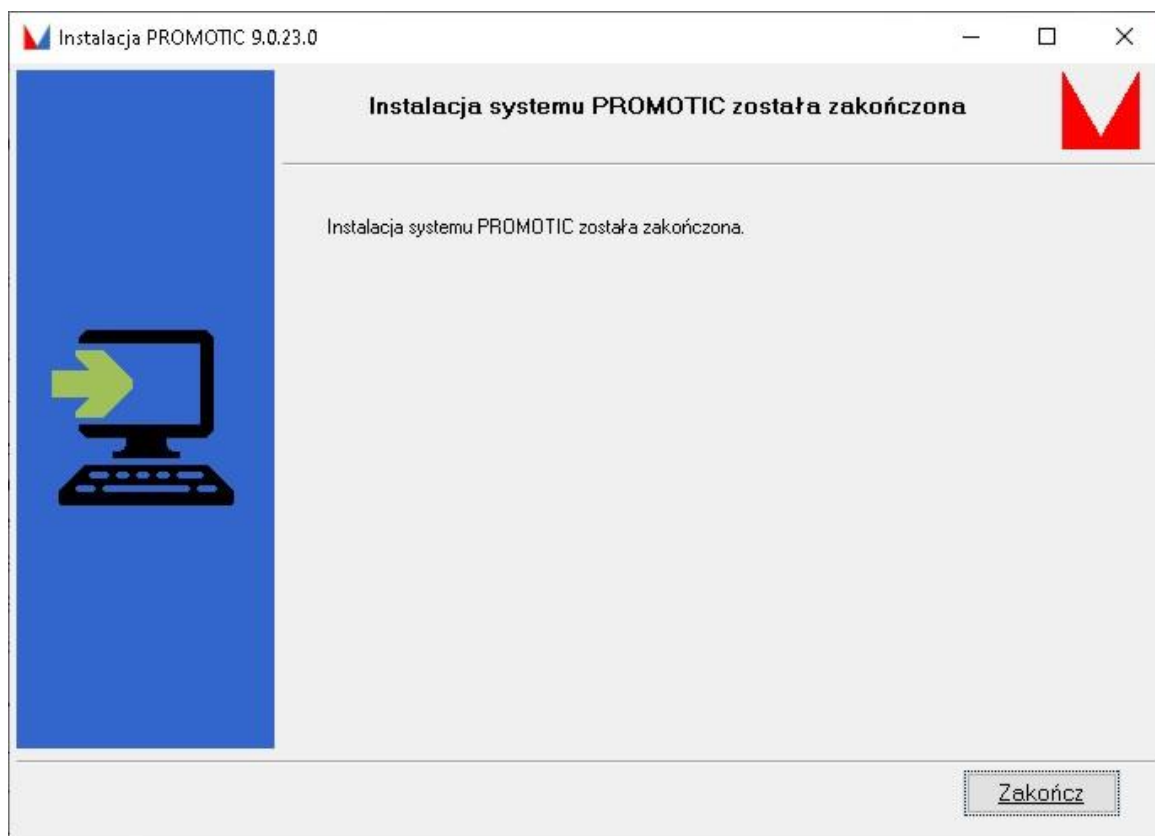 Instalacja PROMOTIC 9.0.23.0
Instalacja systemu PROMOTIC została zakończona
Instalacja systemu PROMOTIC została zakończona.
Zakończ